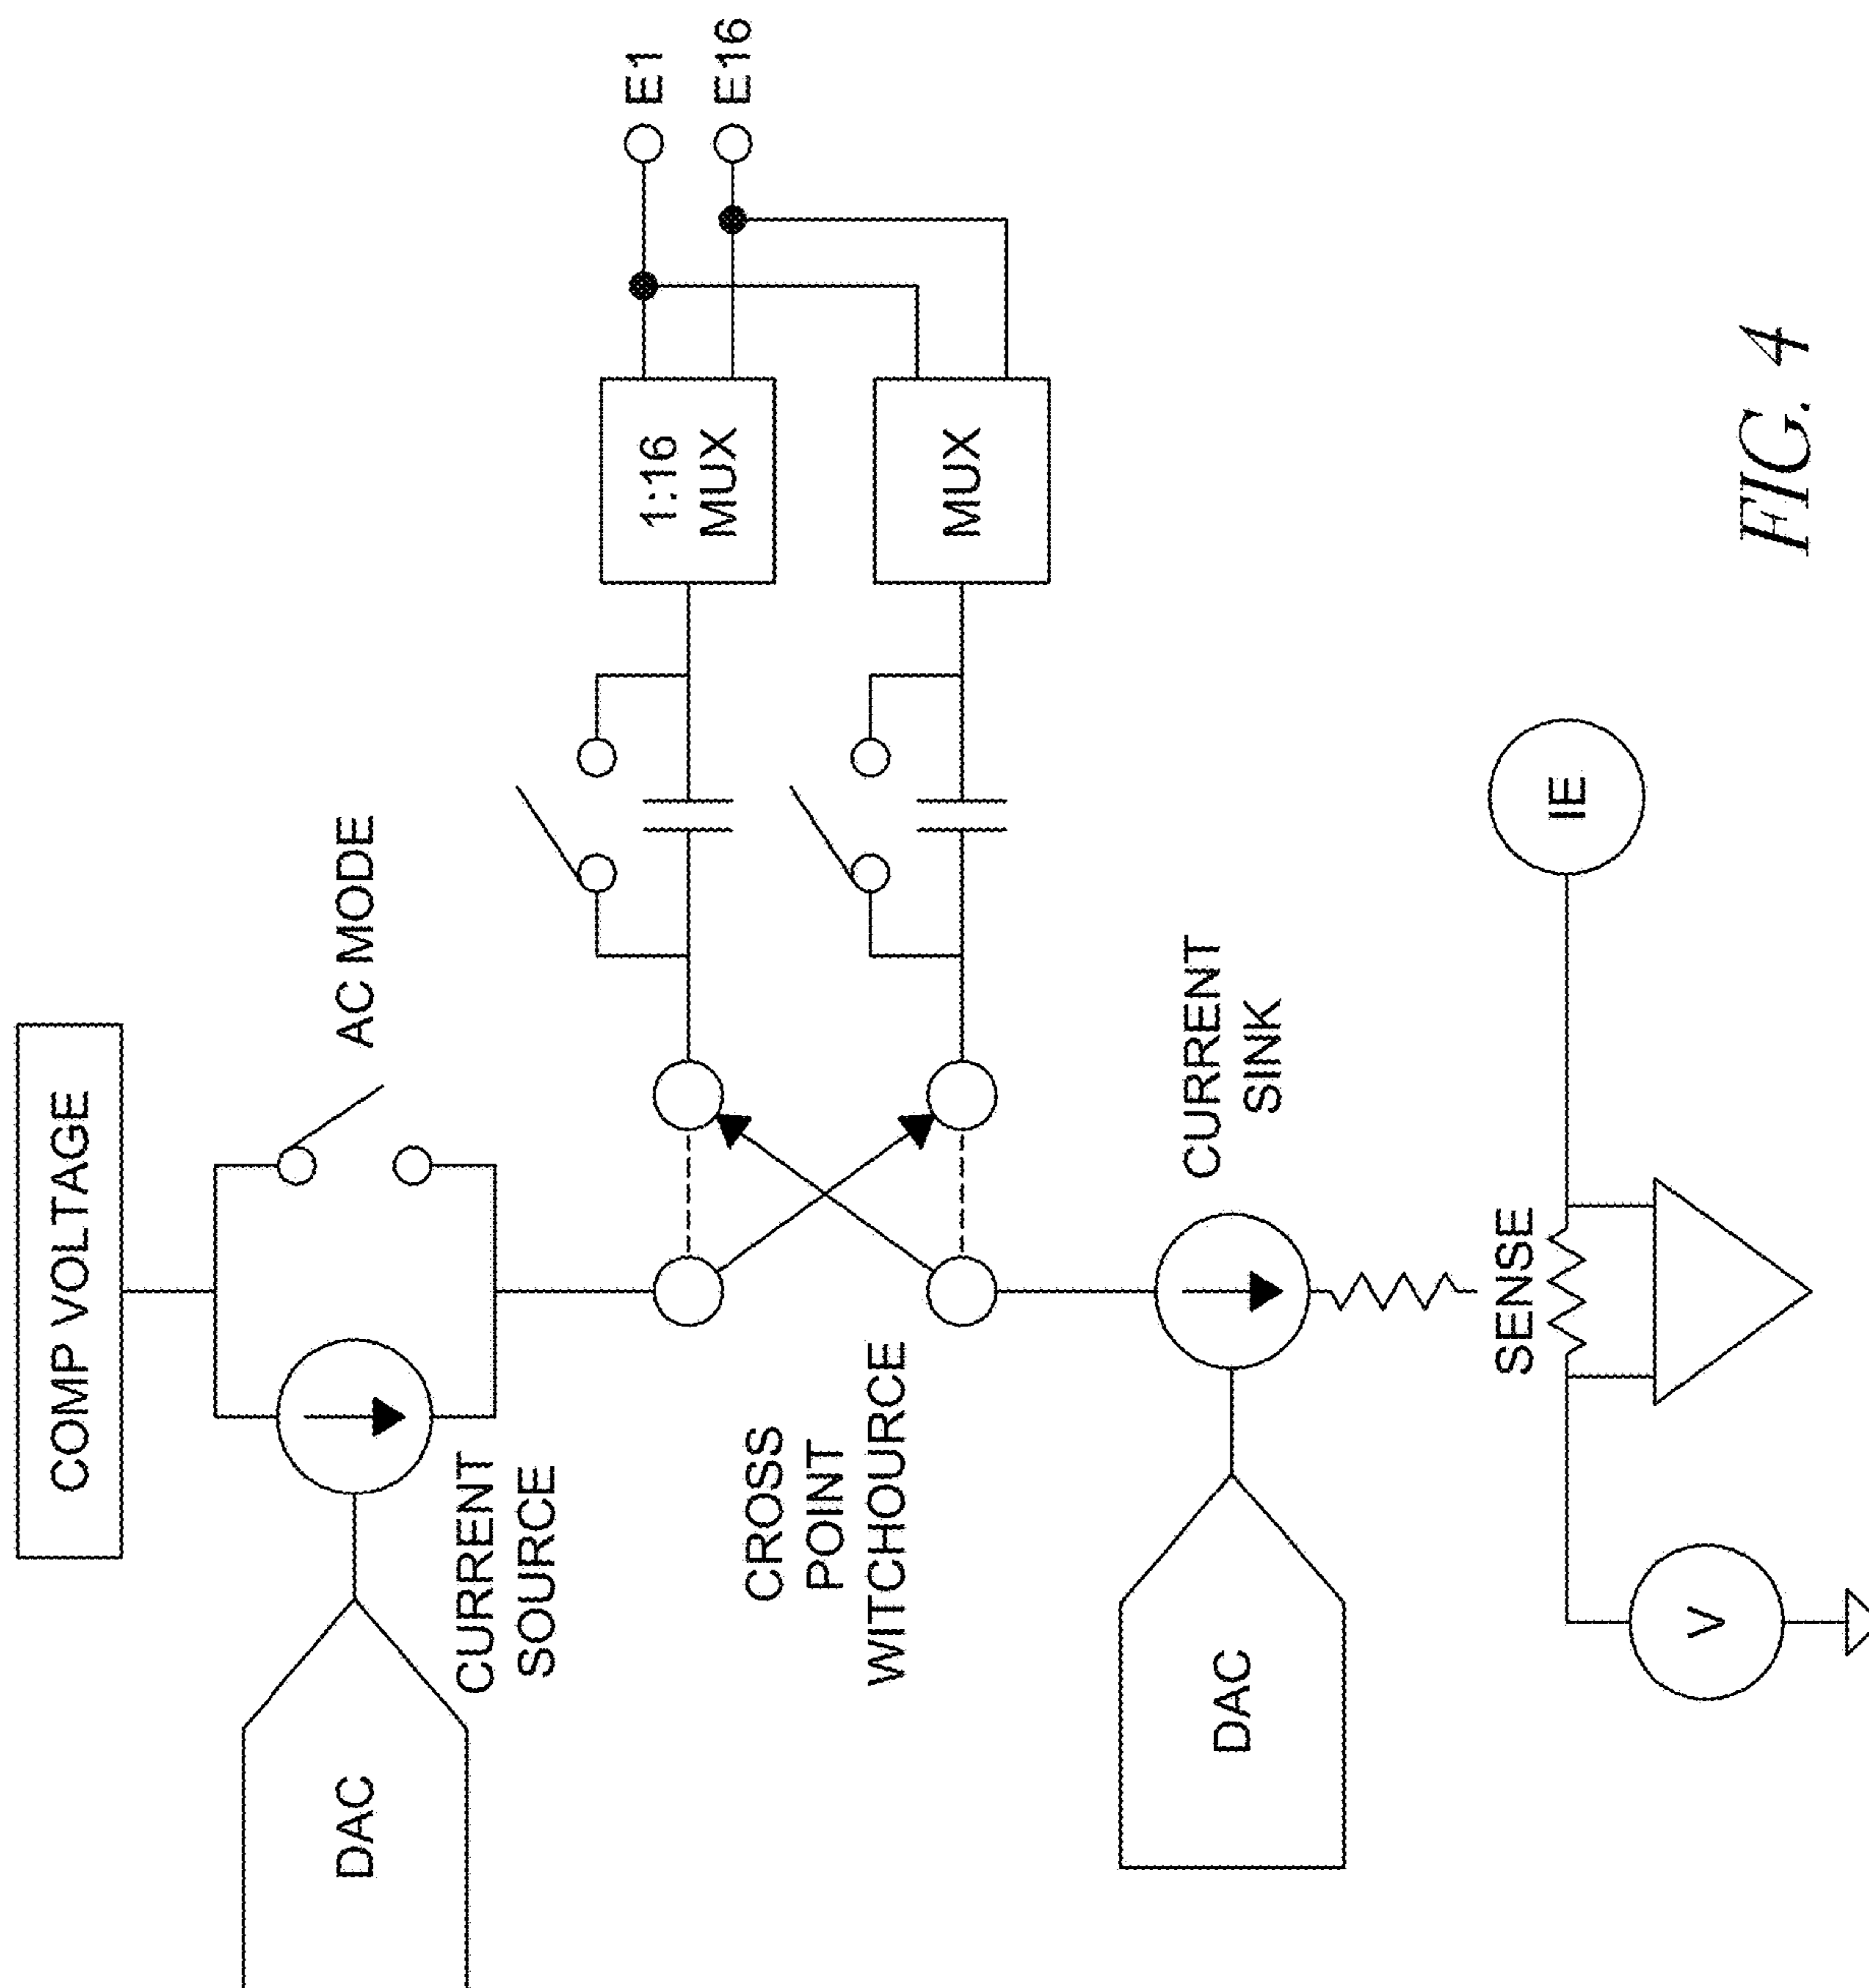 COMP VOLTAGE
AC MODE
DAC
CURRENT
SOURCE
E1
E16
1:16
MUX
MUX
CROSS
POINT
WITCHOURCE
CURRENT
SINK
DAC
SENSE
IE
V
FIG. 4